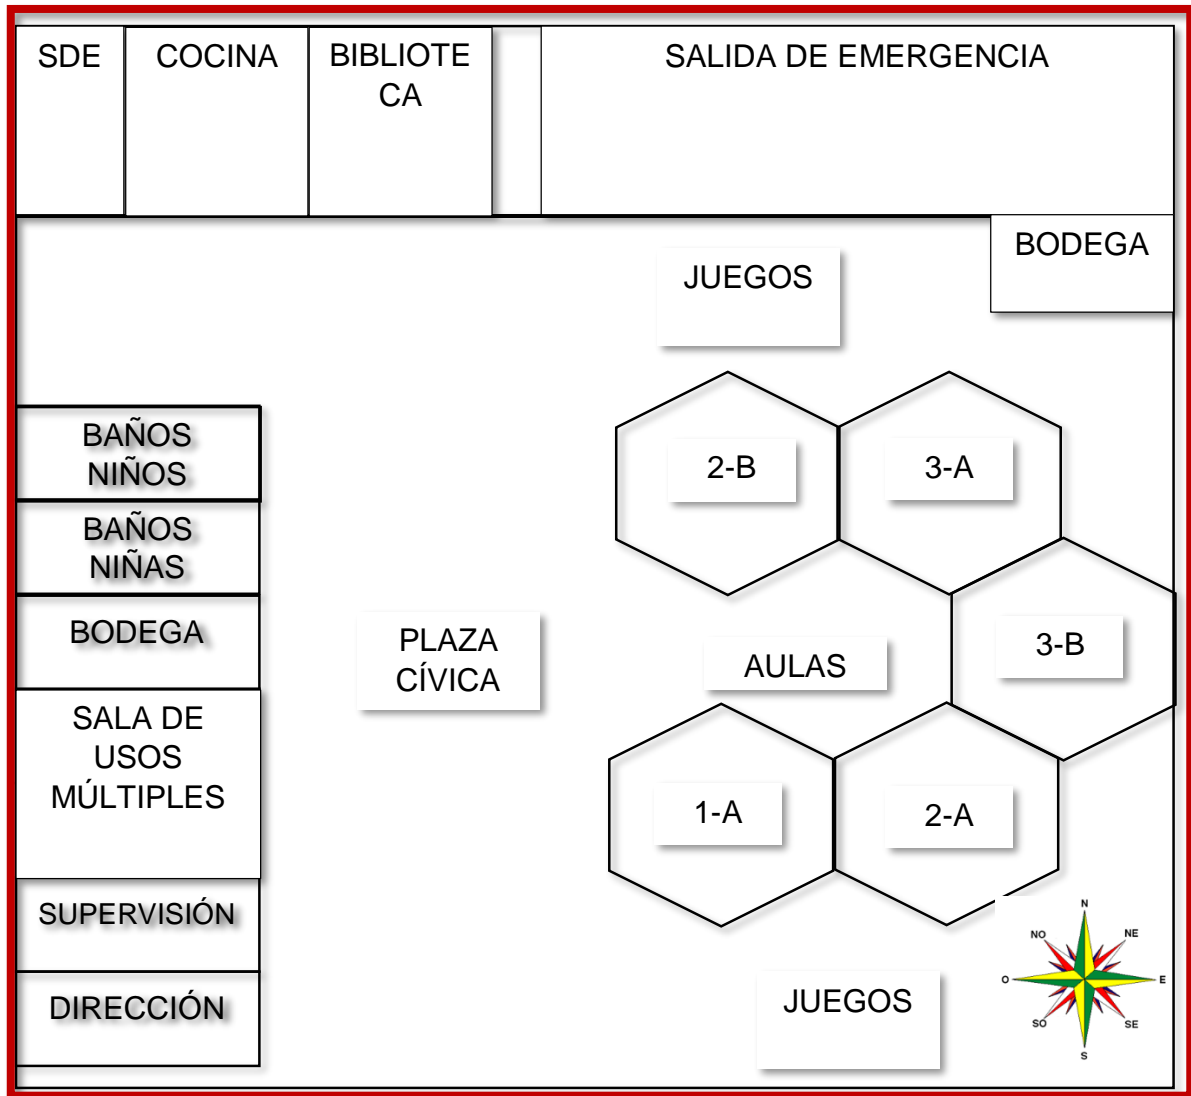 SDE
COCINA
BIBLIOTE
CA
SALIDA DE EMERGENCIA
BODEGA
JUEGOS
BAÑOS
NIÑOS
2-B
3-A
BAÑOS
NIÑAS
BODEGA
PLAZA
CÍVICA
AULAS
3-B
SALA DE
USOS
MÚLTIPLES
1-A
2-A
SUPERVISIÓN
DIRECCIÓN
JUEGOS
N
NO
NE
O
E
SO
SE
S